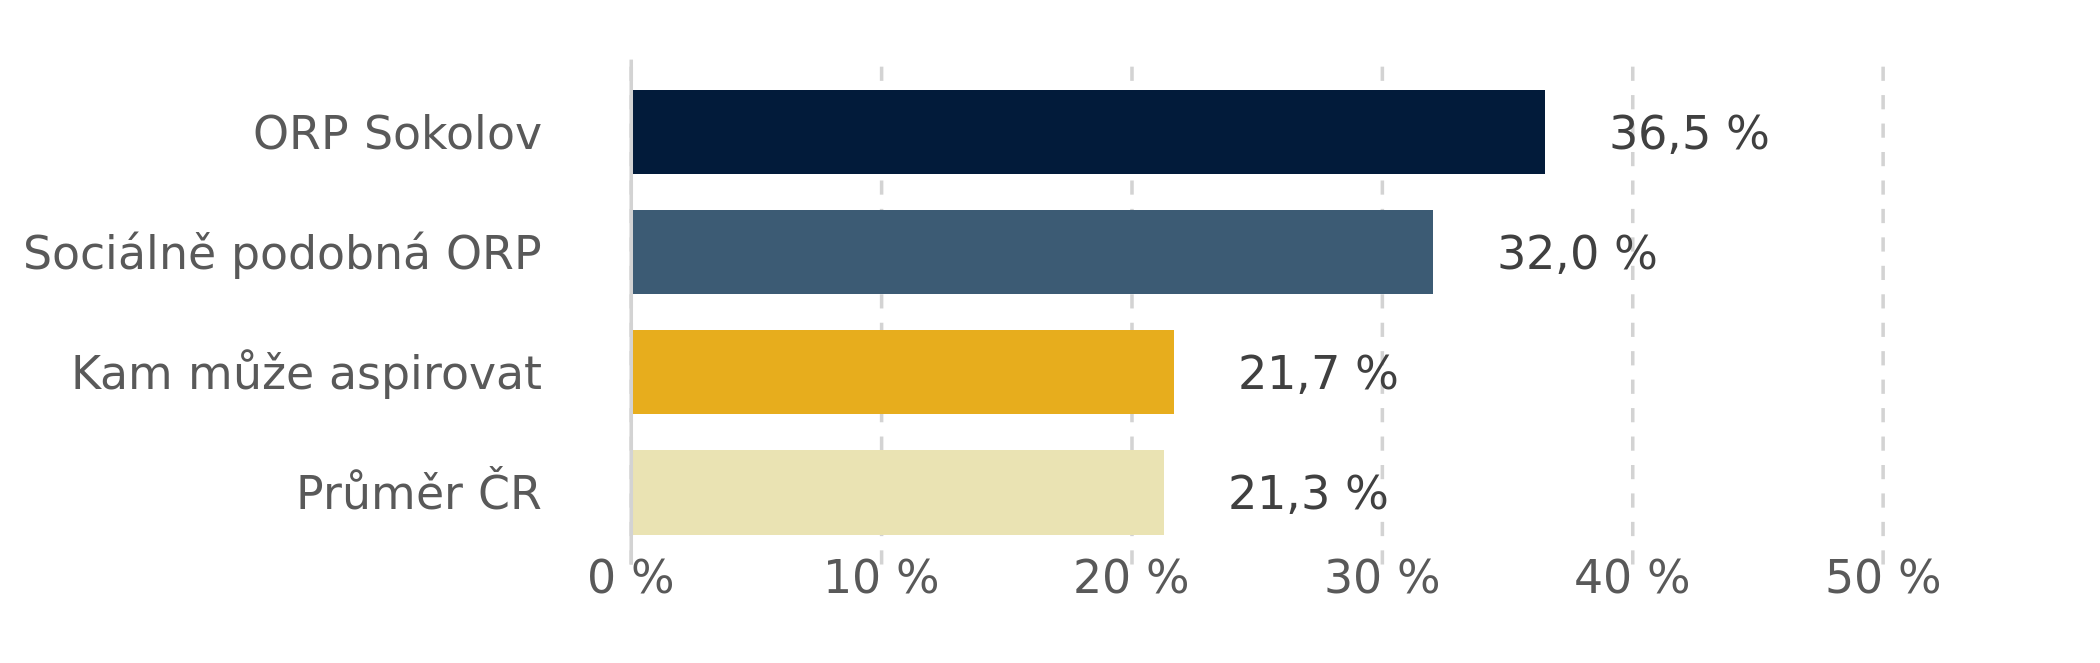 ORP Sokolov 36,5 %
Sociálně podobná ORP 32,0 %
Kam může aspirovat 21,7 %
Průměr ČR 21,3 %
0 % 10 % 20 % 30 % 40 % 50 %